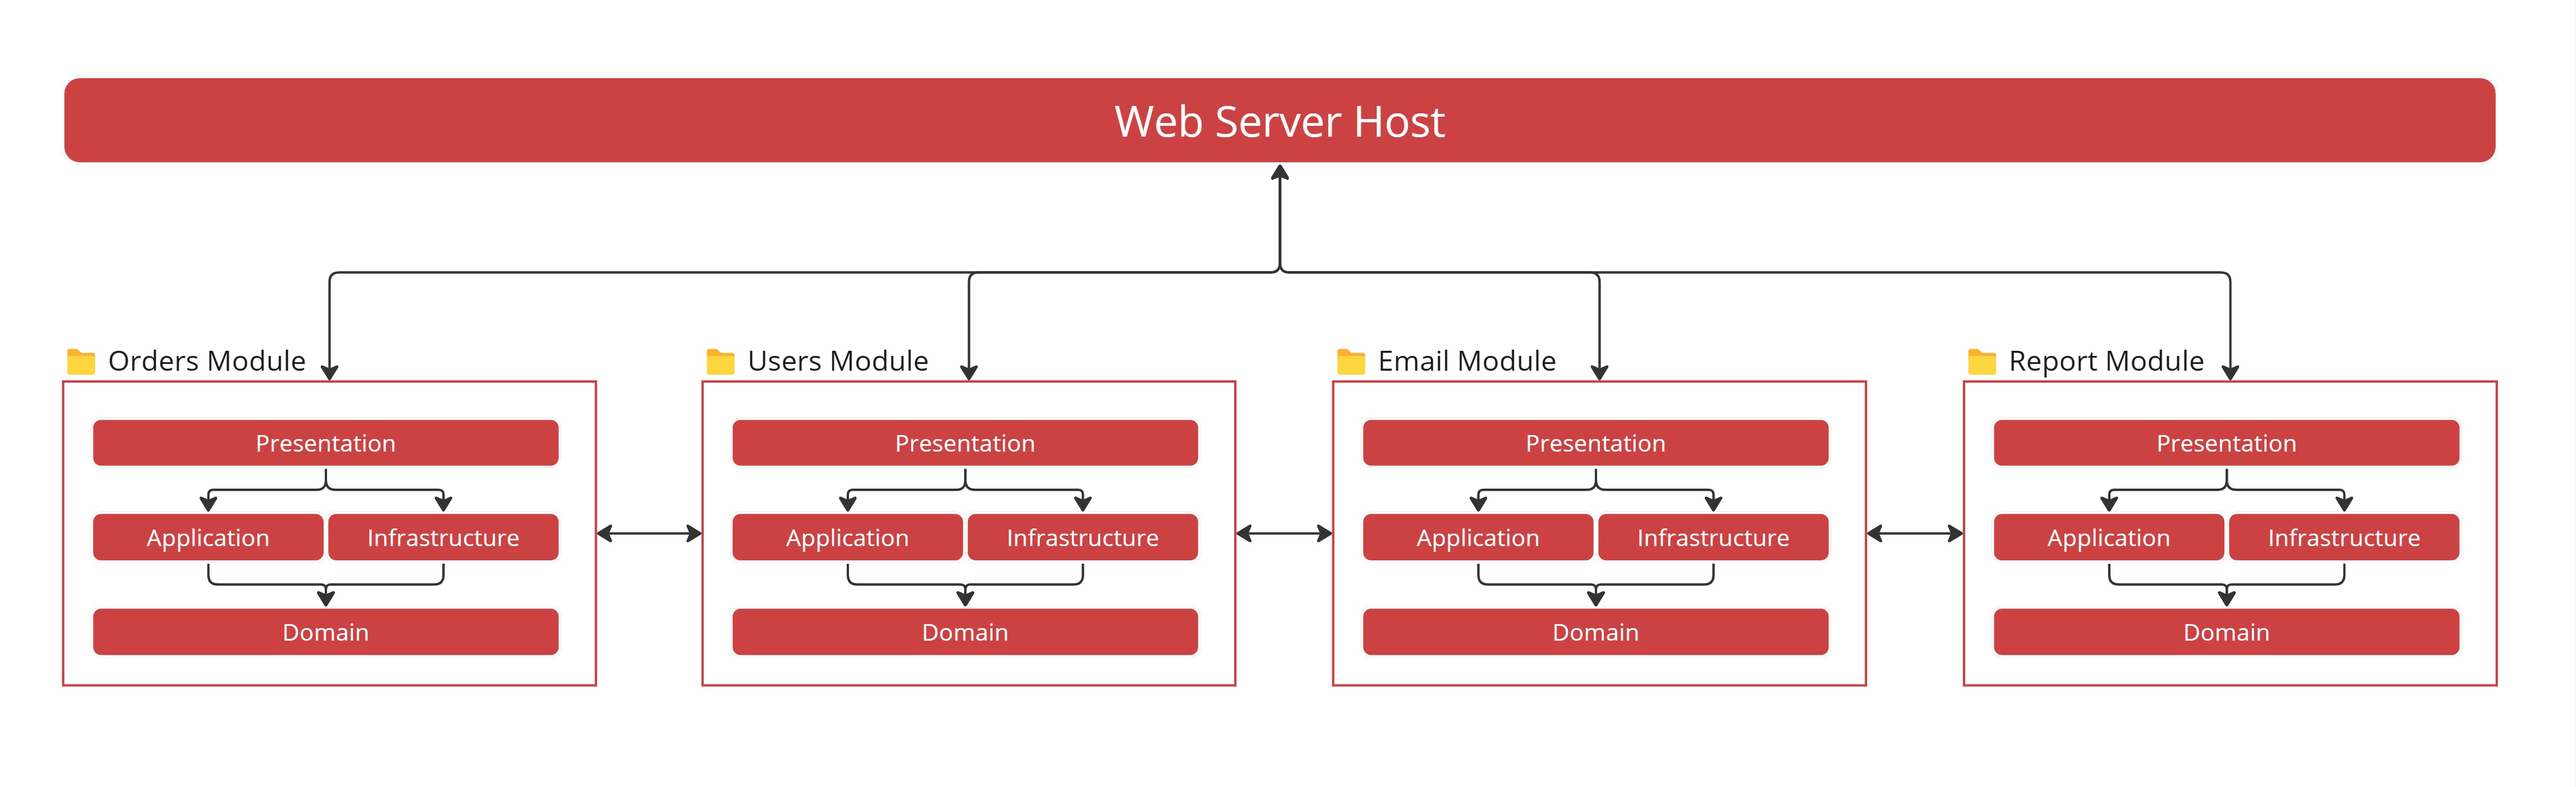 Web Server Host
Orders Module
Users Module
Email Module
Report Module
Presentation
Application
Infrastructure
Domain
Presentation
Application
Infrastructure
Domain
Presentation
Application
Infrastructure
Domain
Presentation
Application
Infrastructure
Domain